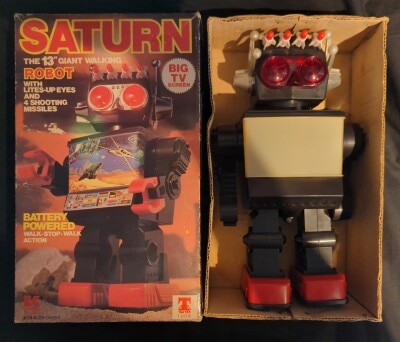 SATURN
THE 13" GIANT WALKING
ROBOT
WITH
LITES-UP EYES
AND
4 SHOOTING
MISSILES
BIG
TV
SCREEN
BATTERY
POWERED
WALK-STOP-WALK
ACTION